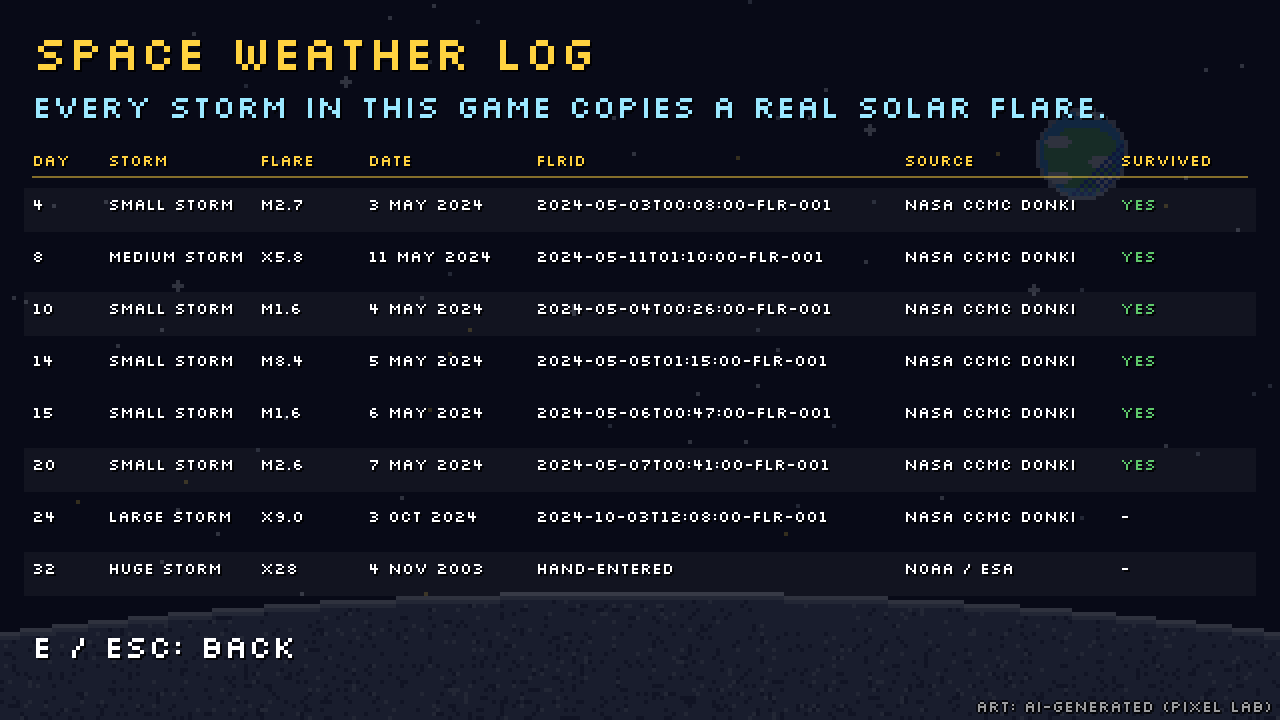 SPACE WEATHER LOG
EVERY STORM IN THIS GAME COPIES A REAL SOLAR FLARE.
DAY STORM FLARE DATE FLRID SOURCE SURVIVED
4 SMALL STORM M2.7 3 MAY 2024 2024-05-03T00:08:00-FLR-001 NASA CCMC DONKI YES
8 MEDIUM STORM X5.8 11 MAY 2024 2024-05-11T01:10:00-FLR-001 NASA CCMC DONKI YES
10 SMALL STORM M1.6 4 MAY 2024 2024-05-04T00:26:00-FLR-001 NASA CCMC DONKI YES
14 SMALL STORM M8.4 5 MAY 2024 2024-05-05T01:15:00-FLR-001 NASA CCMC DONKI YES
15 SMALL STORM M1.6 6 MAY 2024 2024-05-06T00:47:00-FLR-001 NASA CCMC DONKI YES
20 SMALL STORM M2.6 7 MAY 2024 2024-05-07T00:41:00-FLR-001 NASA CCMC DONKI YES
24 LARGE STORM X9.0 3 OCT 2024 2024-10-03T12:08:00-FLR-001 NASA CCMC DONKI -
32 HUGE STORM X28 4 NOV 2003 HAND-ENTERED NOAA / ESA -
E / ESC: BACK
ART: AI-GENERATED (PIXEL LAB)